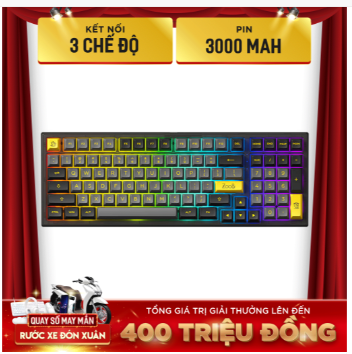 KẾT NỐI
3 CHẾ ĐỘ
PIN
3000 MAH
QUAY SỐ MAY MẮN
RƯỚC XE ĐÓN XUÂN
TỔNG GIÁ TRỊ GIẢI THƯỞNG LÊN ĐẾN
400 TRIỆU ĐỒNG